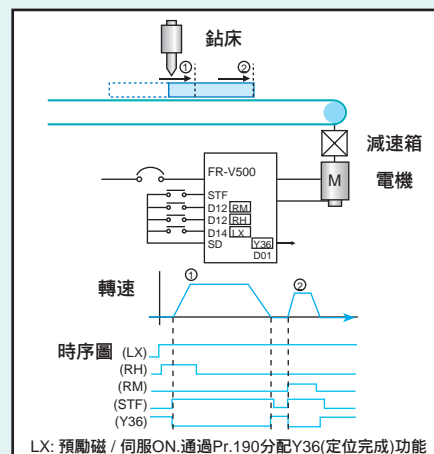 鉆床
① ②
減速箱
FR-V500
M
電機
STF
D12 RM
D12 RH
D14 LX
SD Y36
D01
轉速
① ②
時序圖 (LX)
(RH)
(RM)
(STF)
(Y36)
LX: 預勵磁 / 伺服ON.通過Pr.190分配Y36(定位完成)功能